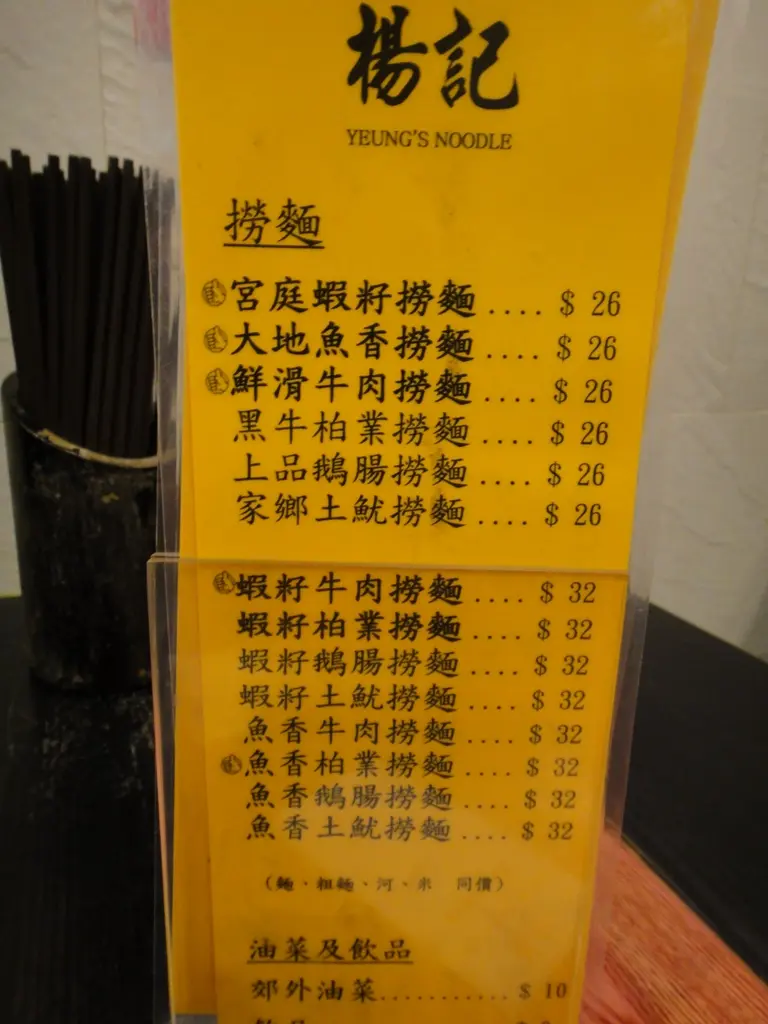 楊記
YEUNG'S NOODLE
撈麵
宮庭蝦籽撈麵 .... $ 26
大地魚香撈麵 .... $ 26
鮮滑牛肉撈麵 .... $ 26
黑牛柏業撈麵 .... $ 26
上品鵝腸撈麵 .... $ 26
家鄉土魷撈麵 .... $ 26
蝦籽牛肉撈麵 .... $ 32
蝦籽柏業撈麵 .... $ 32
蝦籽鵝腸撈麵 .... $ 32
蝦籽土魷撈麵 .... $ 32
魚香牛肉撈麵 .... $ 32
魚香柏業撈麵 .... $ 32
魚香鵝腸撈麵 .... $ 32
魚香土魷撈麵 .... $ 32
(麵、粗麵、河、米 同價)
油菜及飲品
郊外油菜............ $ 10